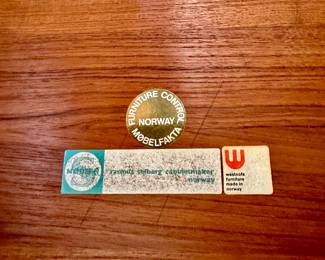 FURNITURE CONTROL
NORWAY
MØBELFAKTA
rasmus solberg cabinetmaker
norway
westnofa
furniture
made in
norway